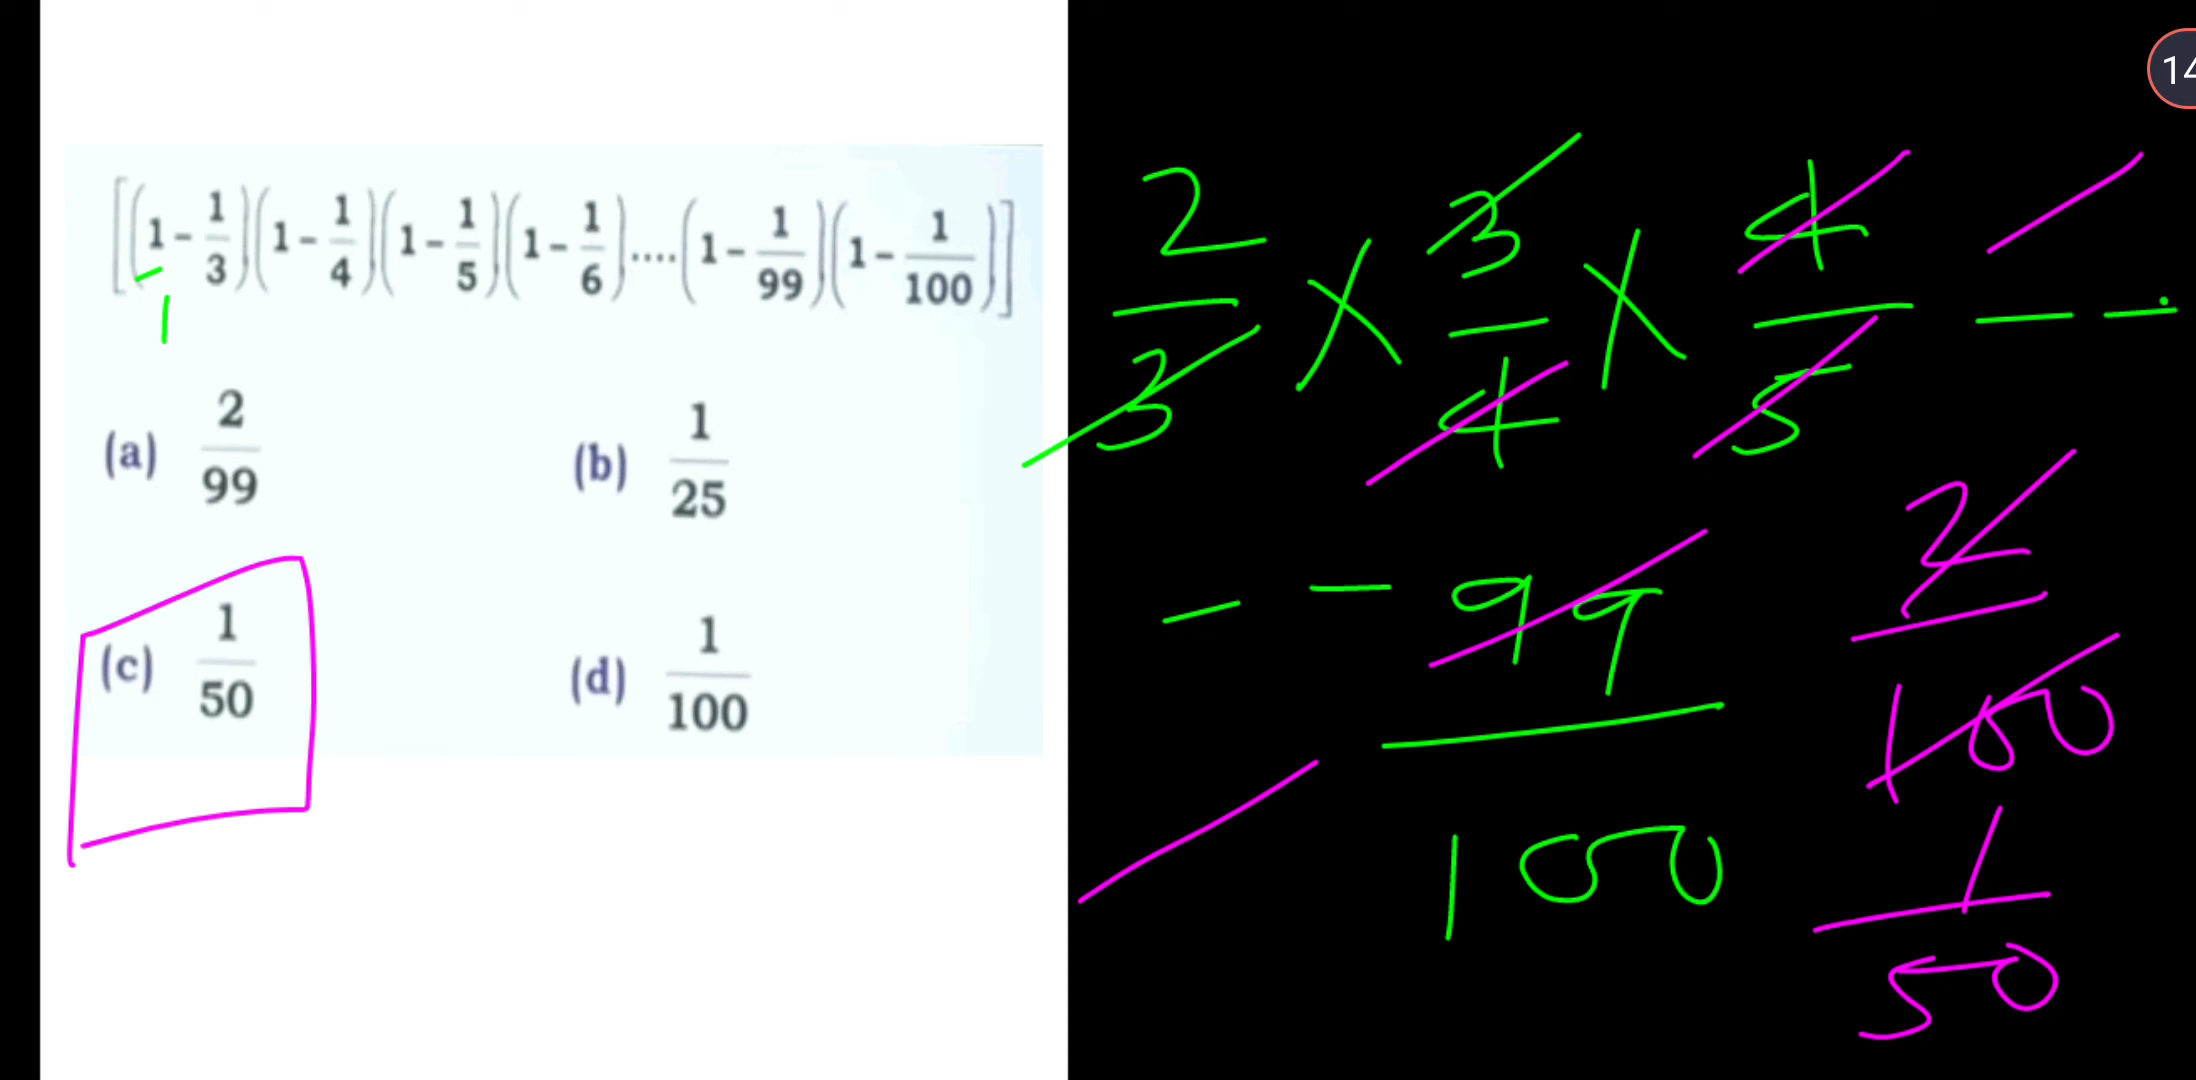 [(1 - 1/3)(1 - 1/4)(1 - 1/5)(1 - 1/6)....(1 - 1/99)(1 - 1/100)]
1
(a) 2/99 (b) 1/25
(c) 1/50 (d) 1/100
14
2/3 × 3/4 × 4/5 - - -
- - 99/100
2/100
1/50